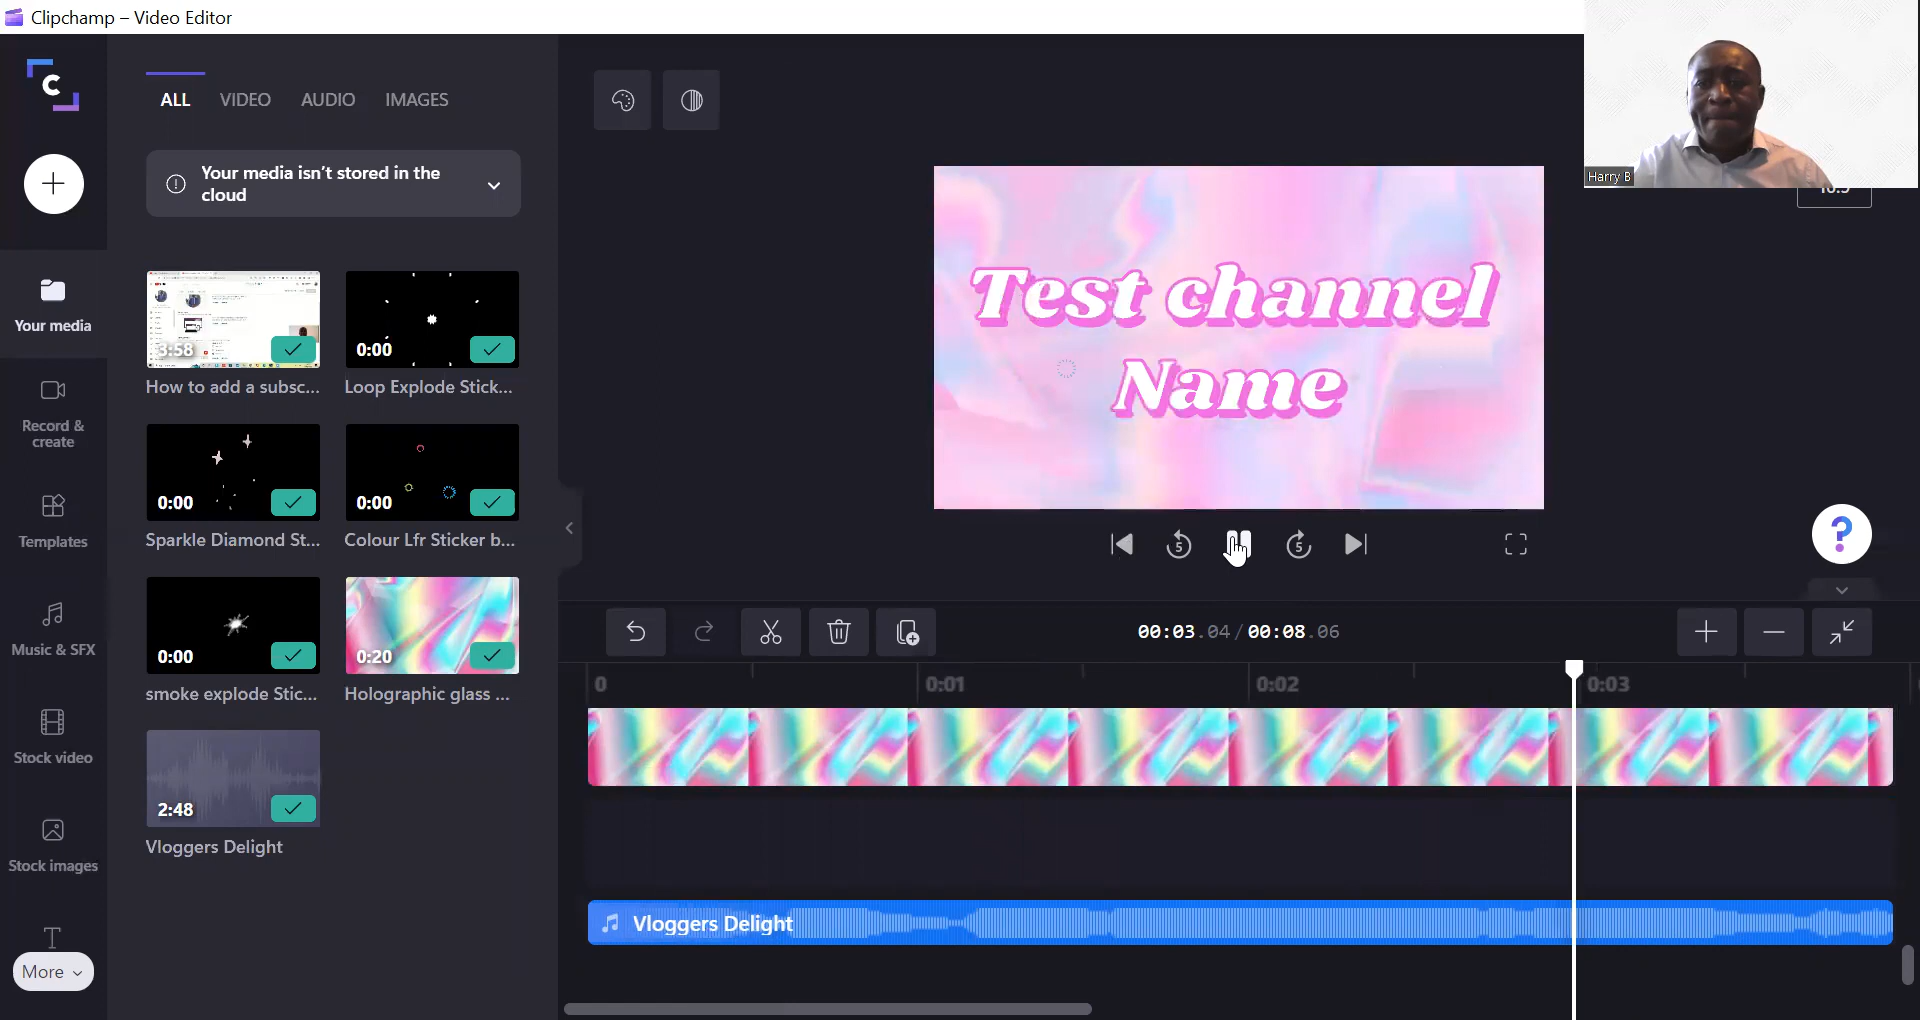 Clipchamp – Video Editor
ALL VIDEO AUDIO IMAGES
Your media isn't stored in the
cloud
Your media
Record &
create
Templates
Music & SFX
Stock video
Stock images
More
3:58
How to add a subsc...
0:00
Loop Explode Stick...
0:00
Sparkle Diamond St...
0:00
Colour Lfr Sticker b...
0:00
smoke explode Stic...
0:20
Holographic glass ...
2:48
Vloggers Delight
Test channel
Name
Harry B
5
5
?
00:03.04 / 00:08.06
0 0:01 0:02 0:03
Vloggers Delight